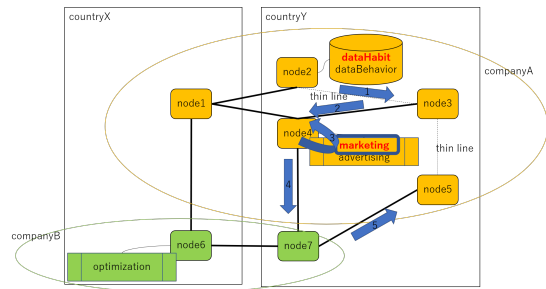 countryX
countryY
dataHabit
dataBehavior
node2
companyA
1
thin line
2
node1
node3
node4
3
marketing
advertising
thin line
4
node5
5
companyB
node6
node7
optimization